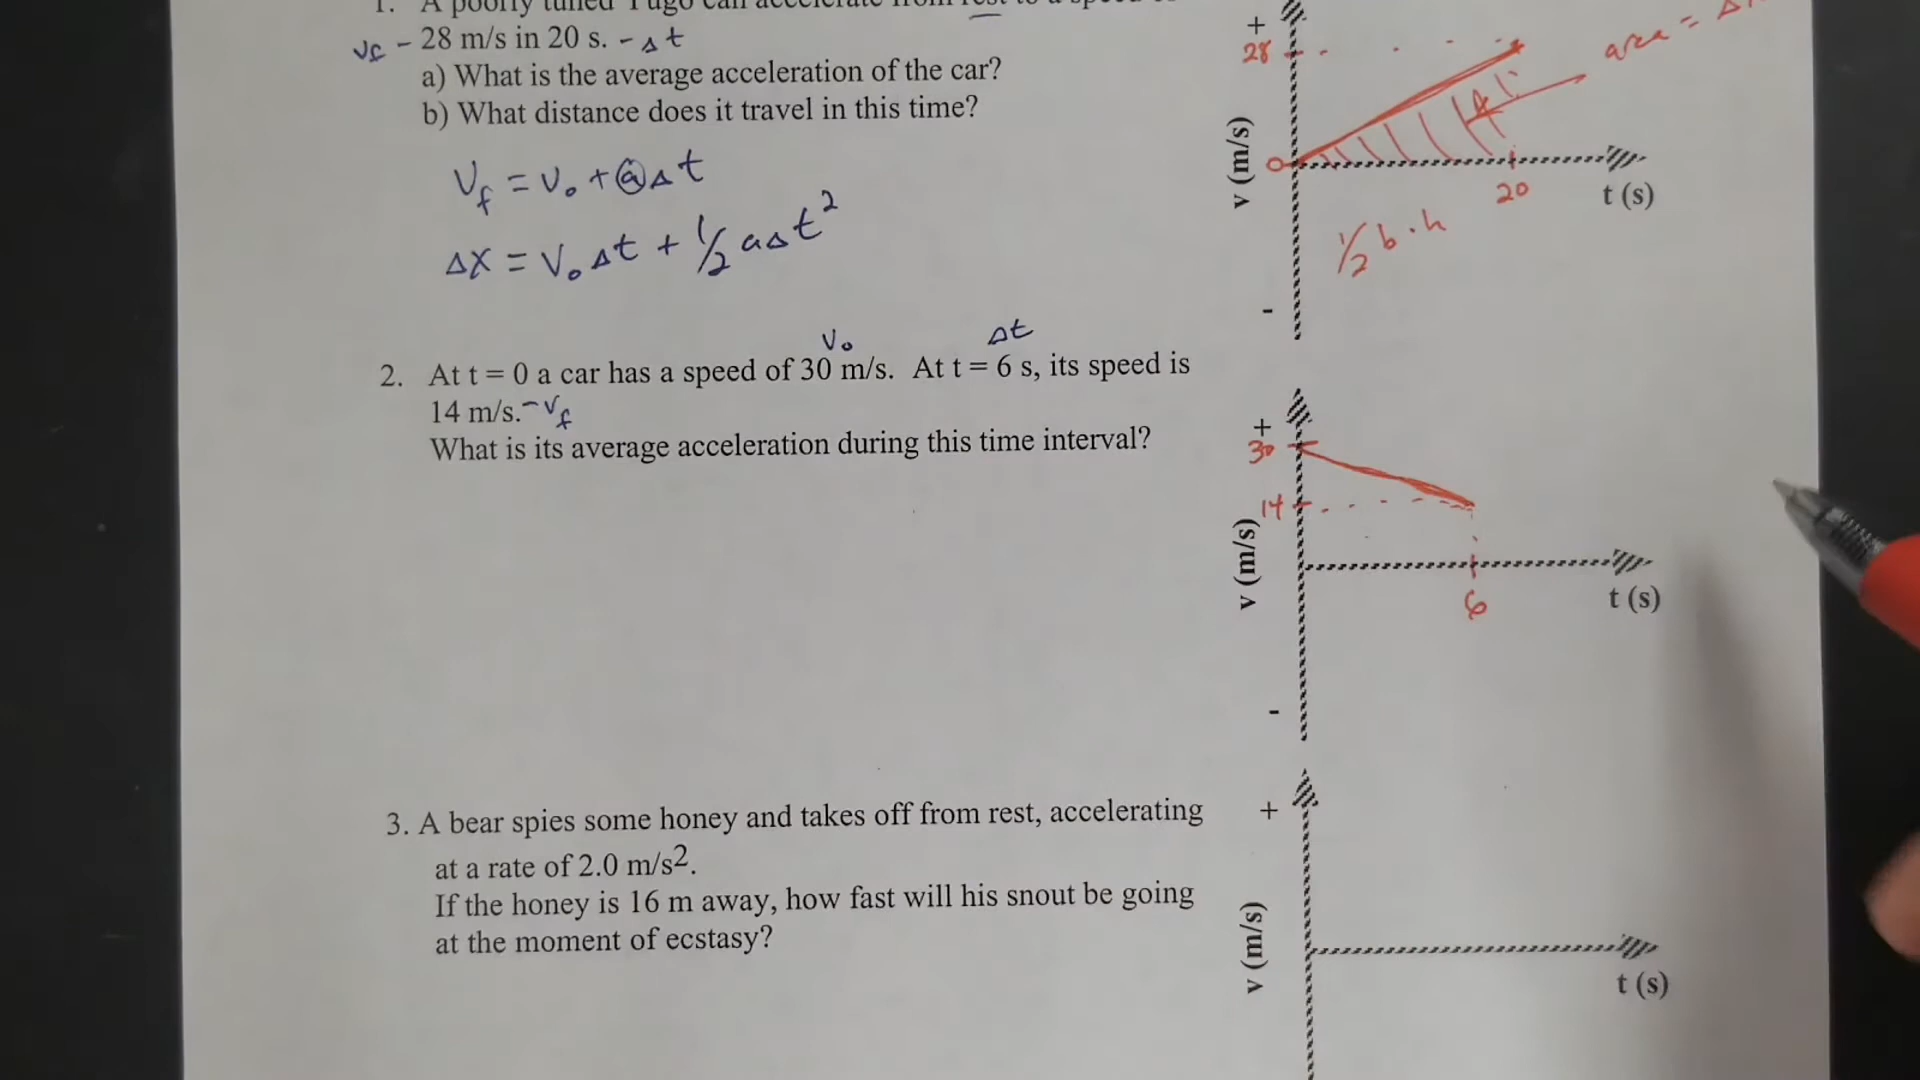 1. A poorly tuned Yugo can accelerate from rest to a speed of
vf – 28 m/s in 20 s. – Δt
a) What is the average acceleration of the car?
b) What distance does it travel in this time?
Vf = V₀ + aΔt
ΔX = V₀Δt + 1/2 aΔt²
+
28
0
v (m/s)
20
t (s)
area = Δ
1/2 b·h
-
V₀ Δt
2. At t = 0 a car has a speed of 30 m/s. At t = 6 s, its speed is
14 m/s. – Vf
What is its average acceleration during this time interval?
+
30
14
v (m/s)
6
t (s)
-
3. A bear spies some honey and takes off from rest, accelerating
at a rate of 2.0 m/s².
If the honey is 16 m away, how fast will his snout be going
at the moment of ecstasy?
+
v (m/s)
t (s)